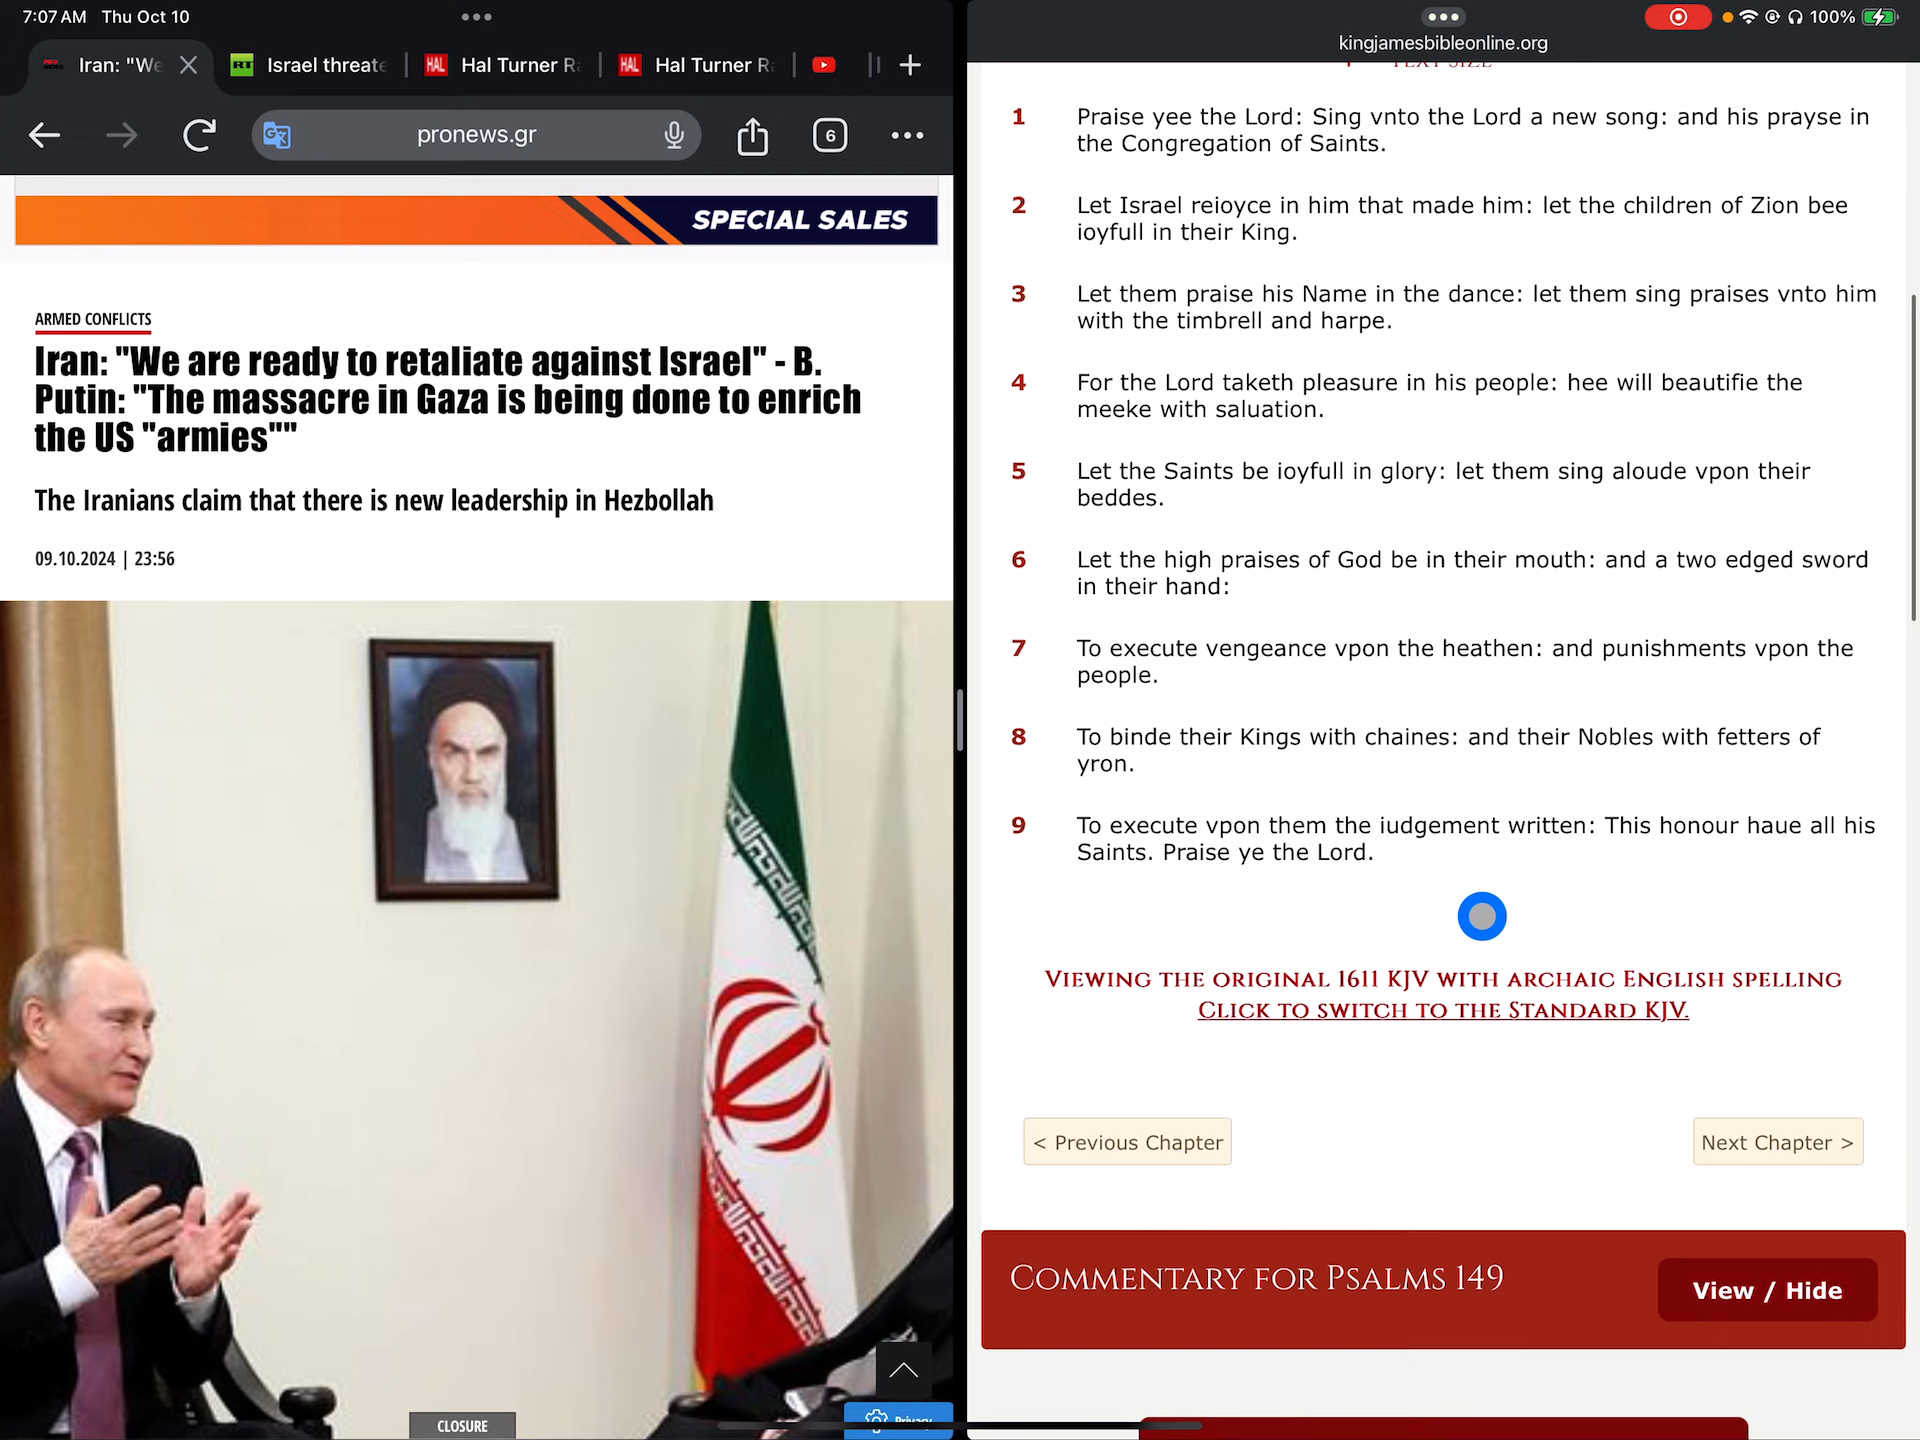 7:07 AM Thu Oct 10
Iran: "We
RT Israel threate
HAL Hal Turner R
HAL Hal Turner R
pronews.gr
6
SPECIAL SALES
ARMED CONFLICTS
Iran: "We are ready to retaliate against Israel" - B.
Putin: "The massacre in Gaza is being done to enrich
the US "armies""
The Iranians claim that there is new leadership in Hezbollah
09.10.2024 | 23:56
CLOSURE
Privacy
100%
kingjamesbibleonline.org
TEXT SIZE
1 Praise yee the Lord: Sing vnto the Lord a new song: and his prayse in
the Congregation of Saints.
2 Let Israel reioyce in him that made him: let the children of Zion bee
ioyfull in their King.
3 Let them praise his Name in the dance: let them sing praises vnto him
with the timbrell and harpe.
4 For the Lord taketh pleasure in his people: hee will beautifie the
meeke with saluation.
5 Let the Saints be ioyfull in glory: let them sing aloude vpon their
beddes.
6 Let the high praises of God be in their mouth: and a two edged sword
in their hand:
7 To execute vengeance vpon the heathen: and punishments vpon the
people.
8 To binde their Kings with chaines: and their Nobles with fetters of
yron.
9 To execute vpon them the iudgement written: This honour haue all his
Saints. Praise ye the Lord.
Viewing the original 1611 KJV with archaic English spelling
Click to switch to the Standard KJV.
< Previous Chapter
Next Chapter >
Commentary for Psalms 149
View / Hide